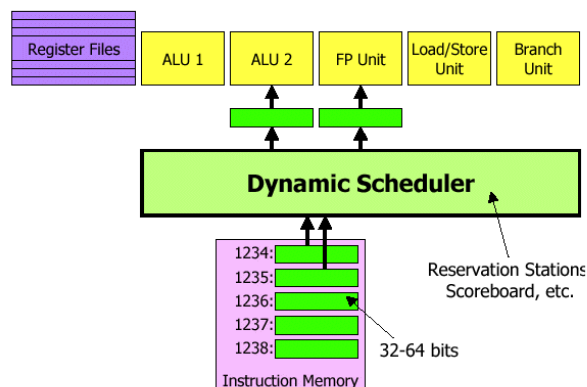 Register Files
ALU 1
ALU 2
FP Unit
Load/Store
Unit
Branch
Unit
Dynamic Scheduler
1234:
1235:
1236:
1237:
1238:
Reservation Stations
Scoreboard, etc.
32-64 bits
Instruction Memory